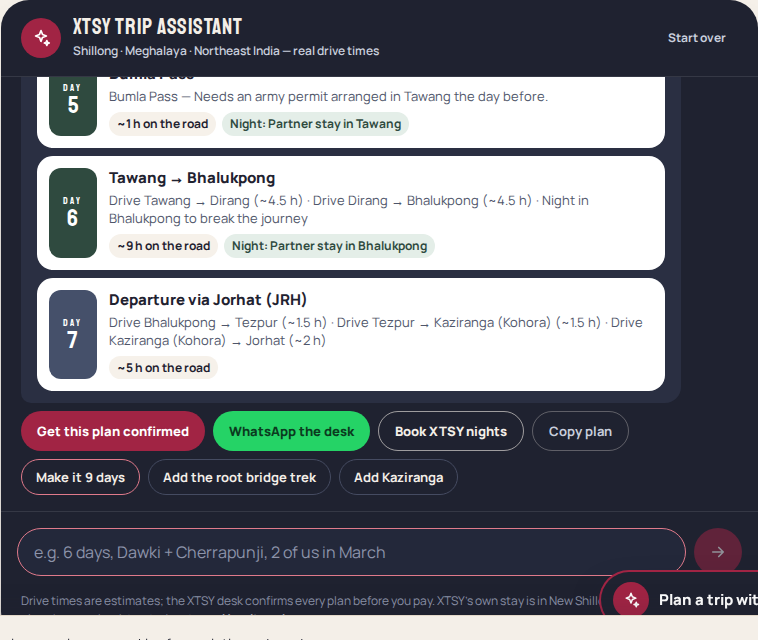 XTSY TRIP ASSISTANT
Shillong · Meghalaya · Northeast India — real drive times
Start over
DAY
5
Bumla Pass — Needs an army permit arranged in Tawang the day before.
~1 h on the road
Night: Partner stay in Tawang
DAY
6
Tawang → Bhalukpong
Drive Tawang → Dirang (~4.5 h) · Drive Dirang → Bhalukpong (~4.5 h) · Night in
Bhalukpong to break the journey
~9 h on the road
Night: Partner stay in Bhalukpong
DAY
7
Departure via Jorhat (JRH)
Drive Bhalukpong → Tezpur (~1.5 h) · Drive Tezpur → Kaziranga (Kohora) (~1.5 h) · Drive
Kaziranga (Kohora) → Jorhat (~2 h)
~5 h on the road
Get this plan confirmed
WhatsApp the desk
Book XTSY nights
Copy plan
Make it 9 days
Add the root bridge trek
Add Kaziranga
e.g. 6 days, Dawki + Cherrapunji, 2 of us in March
Drive times are estimates; the XTSY desk confirms every plan before you pay. XTSY's own stay is in New Shillo
Plan a trip wit